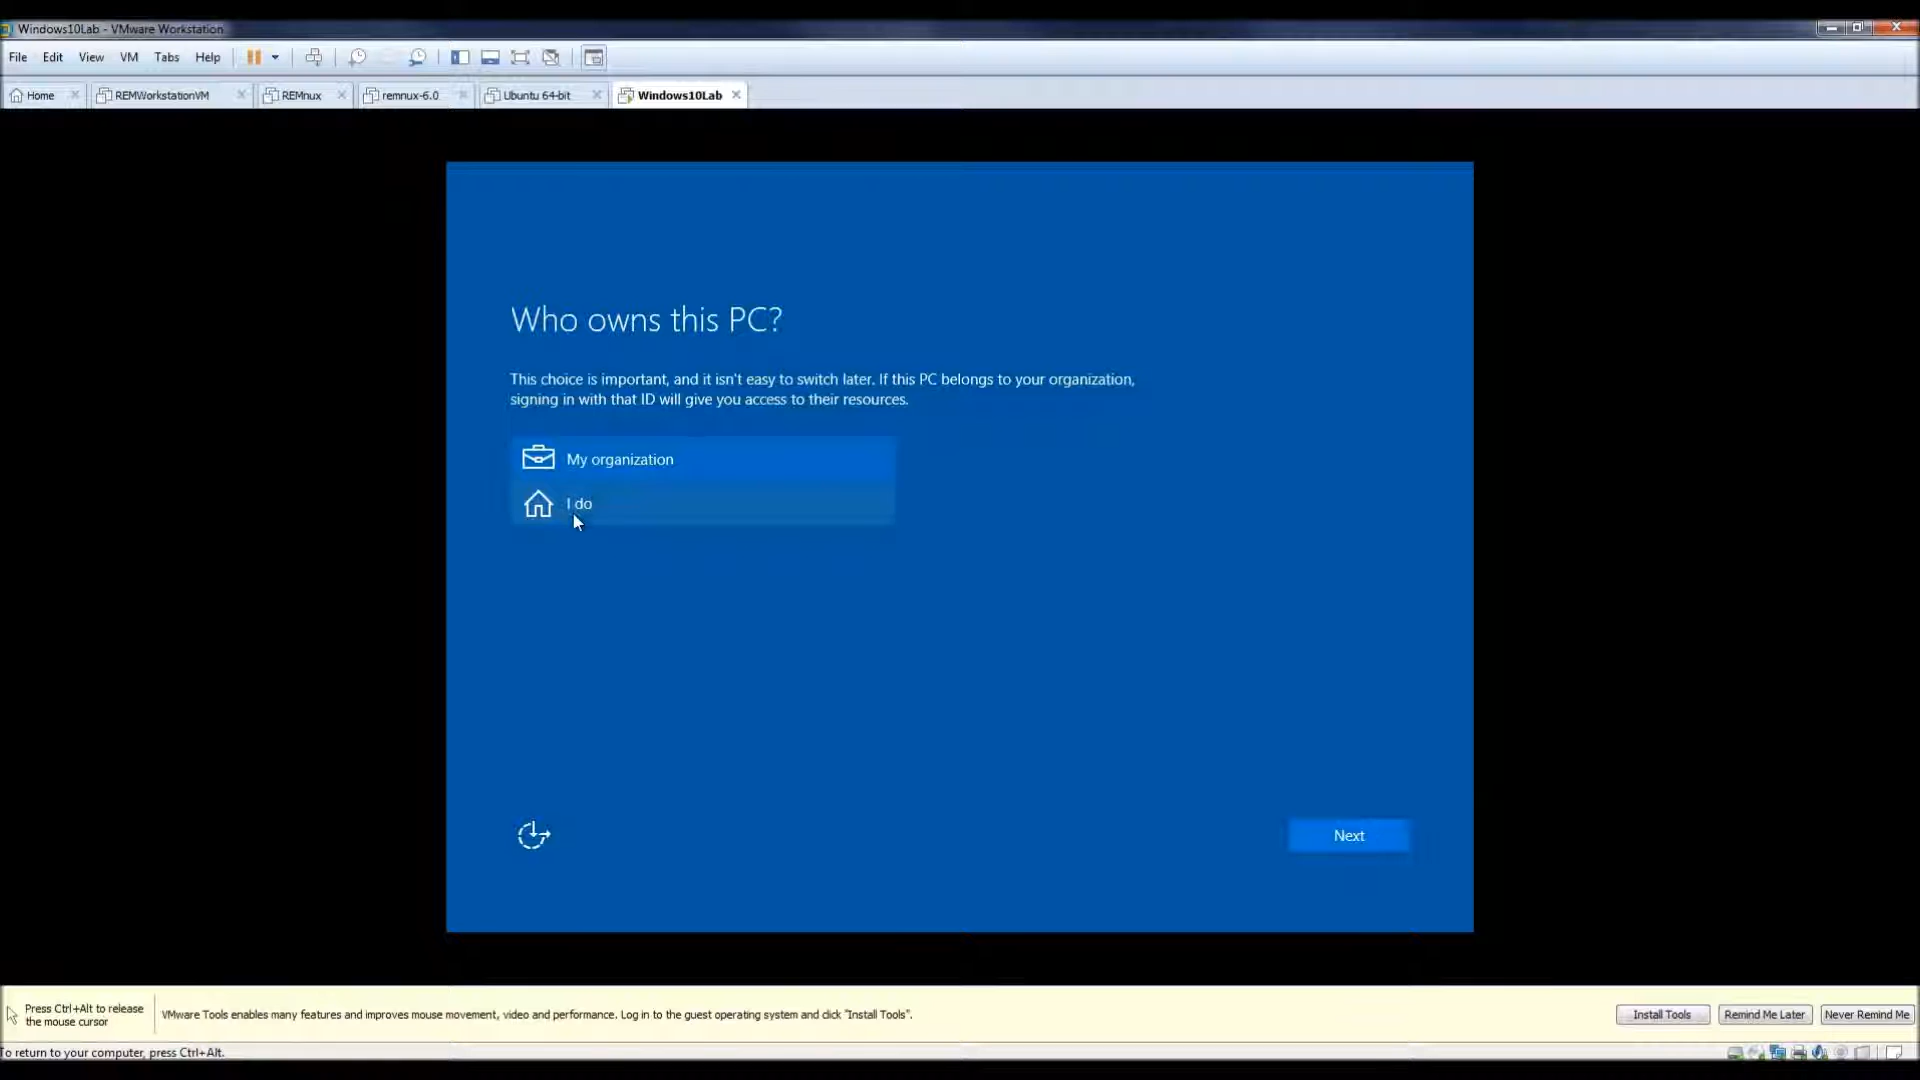 Windows10Lab - VMware Workstation
File Edit View VM Tabs Help
Home REMWorkstationVM REMnux remnux-6.0 Ubuntu 64-bit Windows10Lab
Who owns this PC?
This choice is important, and it isn't easy to switch later. If this PC belongs to your organization,
signing in with that ID will give you access to their resources.
My organization
I do
Next
Press Ctrl+Alt to release
the mouse cursor
VMware Tools enables many features and improves mouse movement, video and performance. Log in to the guest operating system and click "Install Tools".
Install Tools Remind Me Later Never Remind Me
To return to your computer, press Ctrl+Alt.